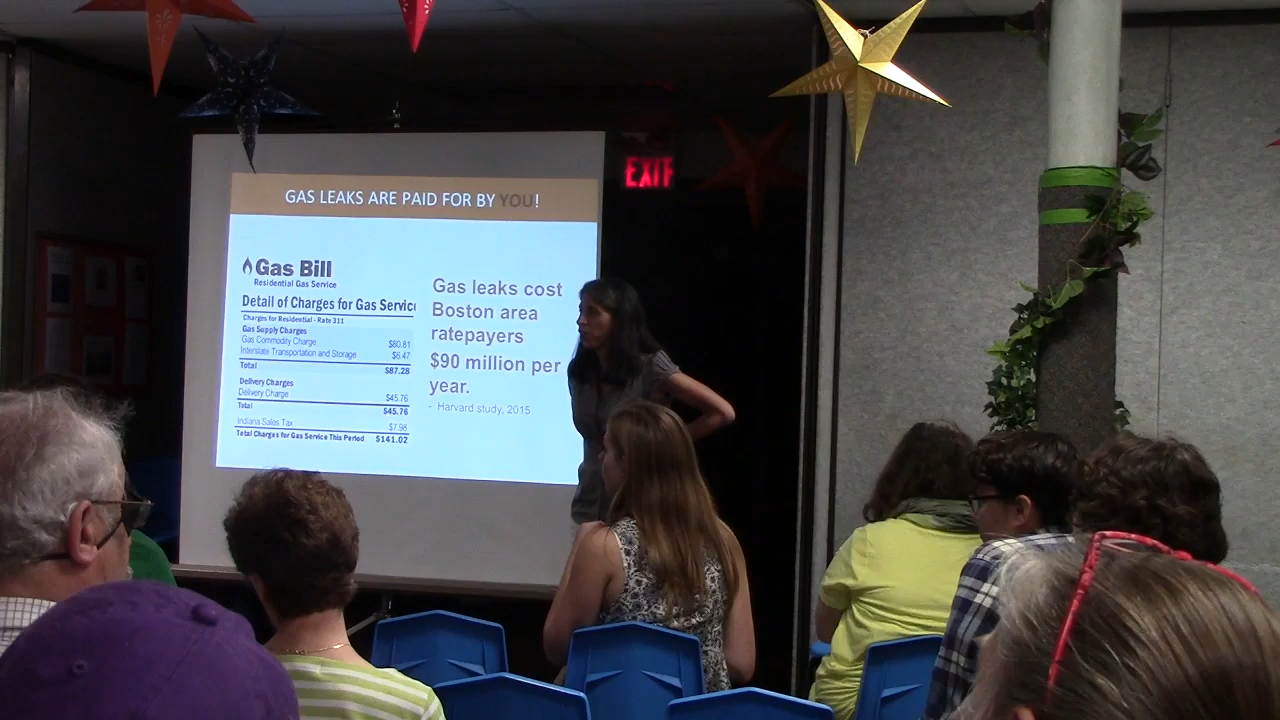 EXIT
GAS LEAKS ARE PAID FOR BY YOU!
Gas Bill
Residential Gas Service
Detail of Charges for Gas Service
Charges for Residential - Rate 311
Gas Supply Charges
Gas Commodity Charge $80.81
Interstate Transportation and Storage $6.47
Total $87.28
Delivery Charges
Delivery Charge $45.76
Total $45.76
Indiana Sales Tax $7.98
Total Charges for Gas Service This Period $141.02
Gas leaks cost
Boston area
ratepayers
$90 million per
year.
- Harvard study, 2015